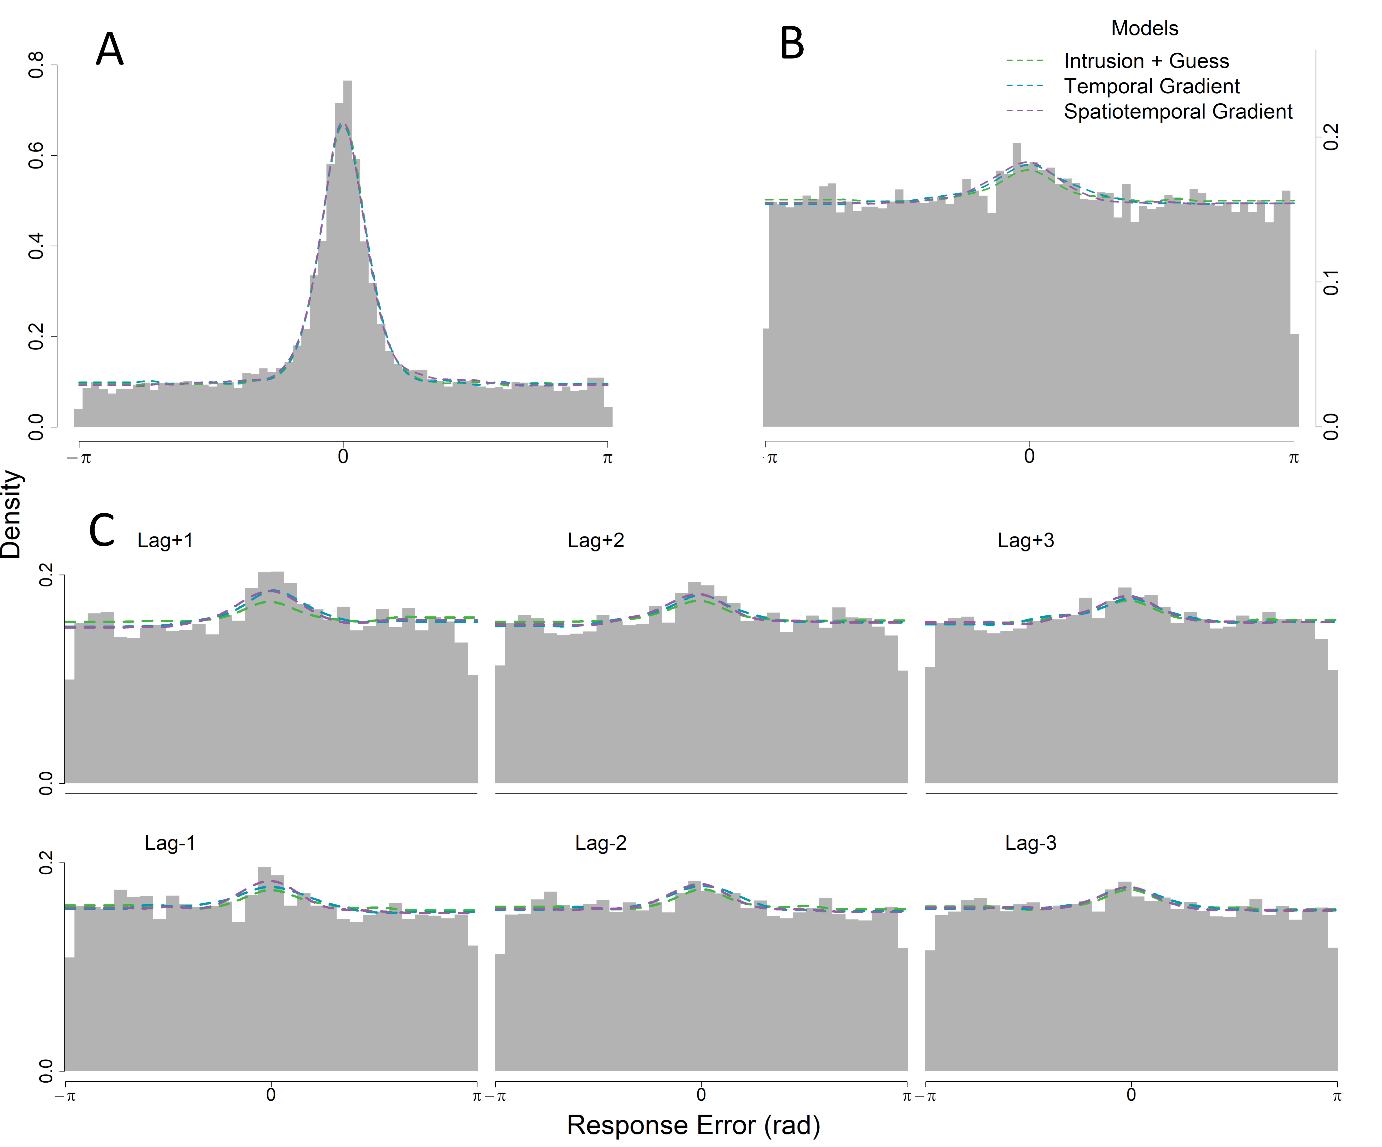 A
B
Models
Intrusion + Guess
Temporal Gradient
Spatiotemporal Gradient
0.8
0.6
0.4
0.2
0.0
0.2
0.1
0.0
−π 0 π
-π 0 π
Density
C
Lag+1 Lag+2 Lag+3
0.2
0.0
Lag-1 Lag-2 Lag-3
0.2
0.0
−π 0 π −π 0 π −π 0 π
Response Error (rad)